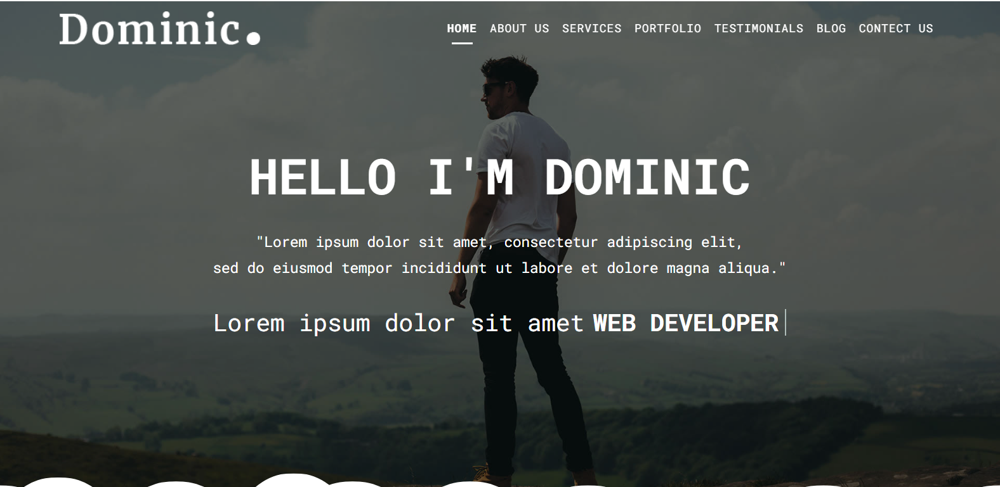 Dominic.
HOME ABOUT US SERVICES PORTFOLIO TESTIMONIALS BLOG CONTACT US
HELLO I'M DOMINIC
"Lorem ipsum dolor sit amet, consectetur adipiscing elit,
sed do eiusmod tempor incididunt ut labore et dolore magna aliqua."
Lorem ipsum dolor sit amet WEB DEVELOPER